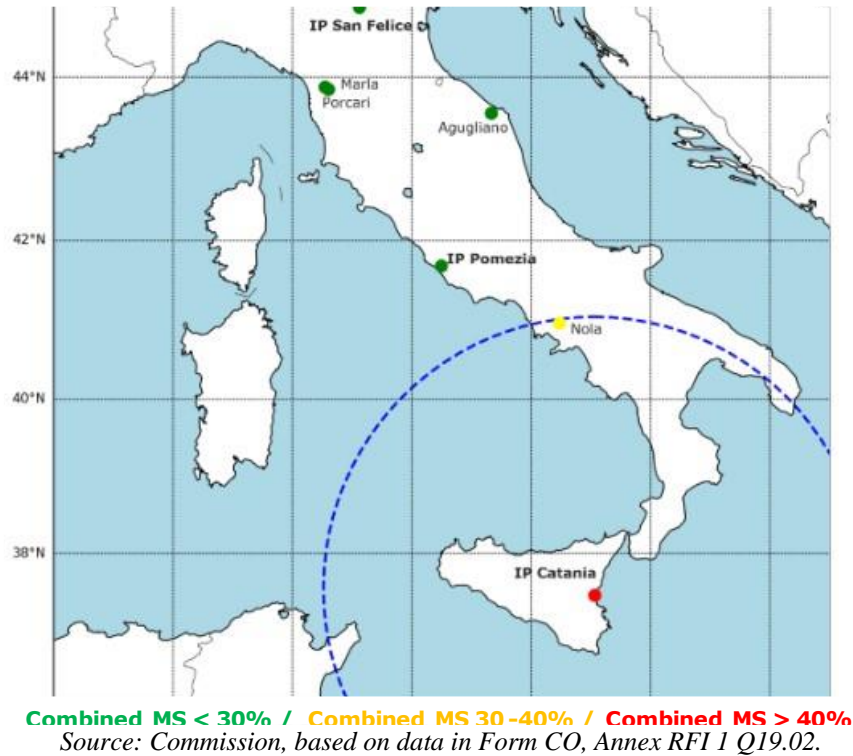 IP San Felice
44°N
Marla
Porcari
Agugliano
42°N
IP Pomezia
Nola
40°N
38°N
IP Catania
Combined MS < 30% / Combined MS 30-40% / Combined MS > 40%
Source: Commission, based on data in Form CO, Annex RFI 1 Q19.02.